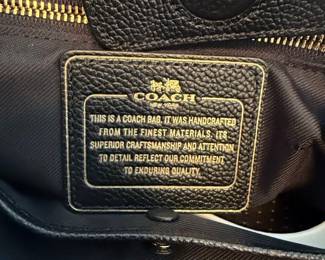 COACH
THIS IS A COACH BAG. IT WAS HANDCRAFTED
FROM THE FINEST MATERIALS. ITS
SUPERIOR CRAFTSMANSHIP AND ATTENTION
TO DETAIL REFLECT OUR COMMITMENT
TO ENDURING QUALITY.